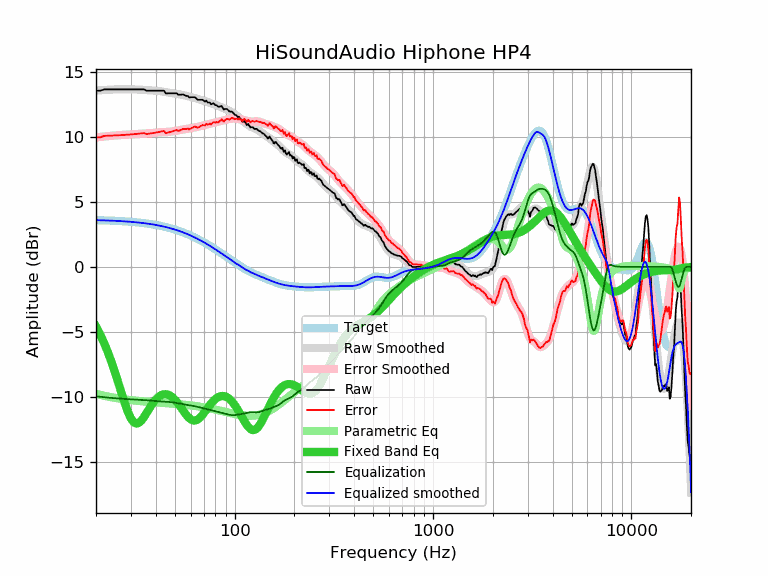 HiSoundAudio Hiphone HP4
15
10
5
0
−5
−10
−15
Amplitude (dBr)
Target
Raw Smoothed
Error Smoothed
Raw
Error
Parametric Eq
Fixed Band Eq
Equalization
Equalized smoothed
100 1000 10000
Frequency (Hz)